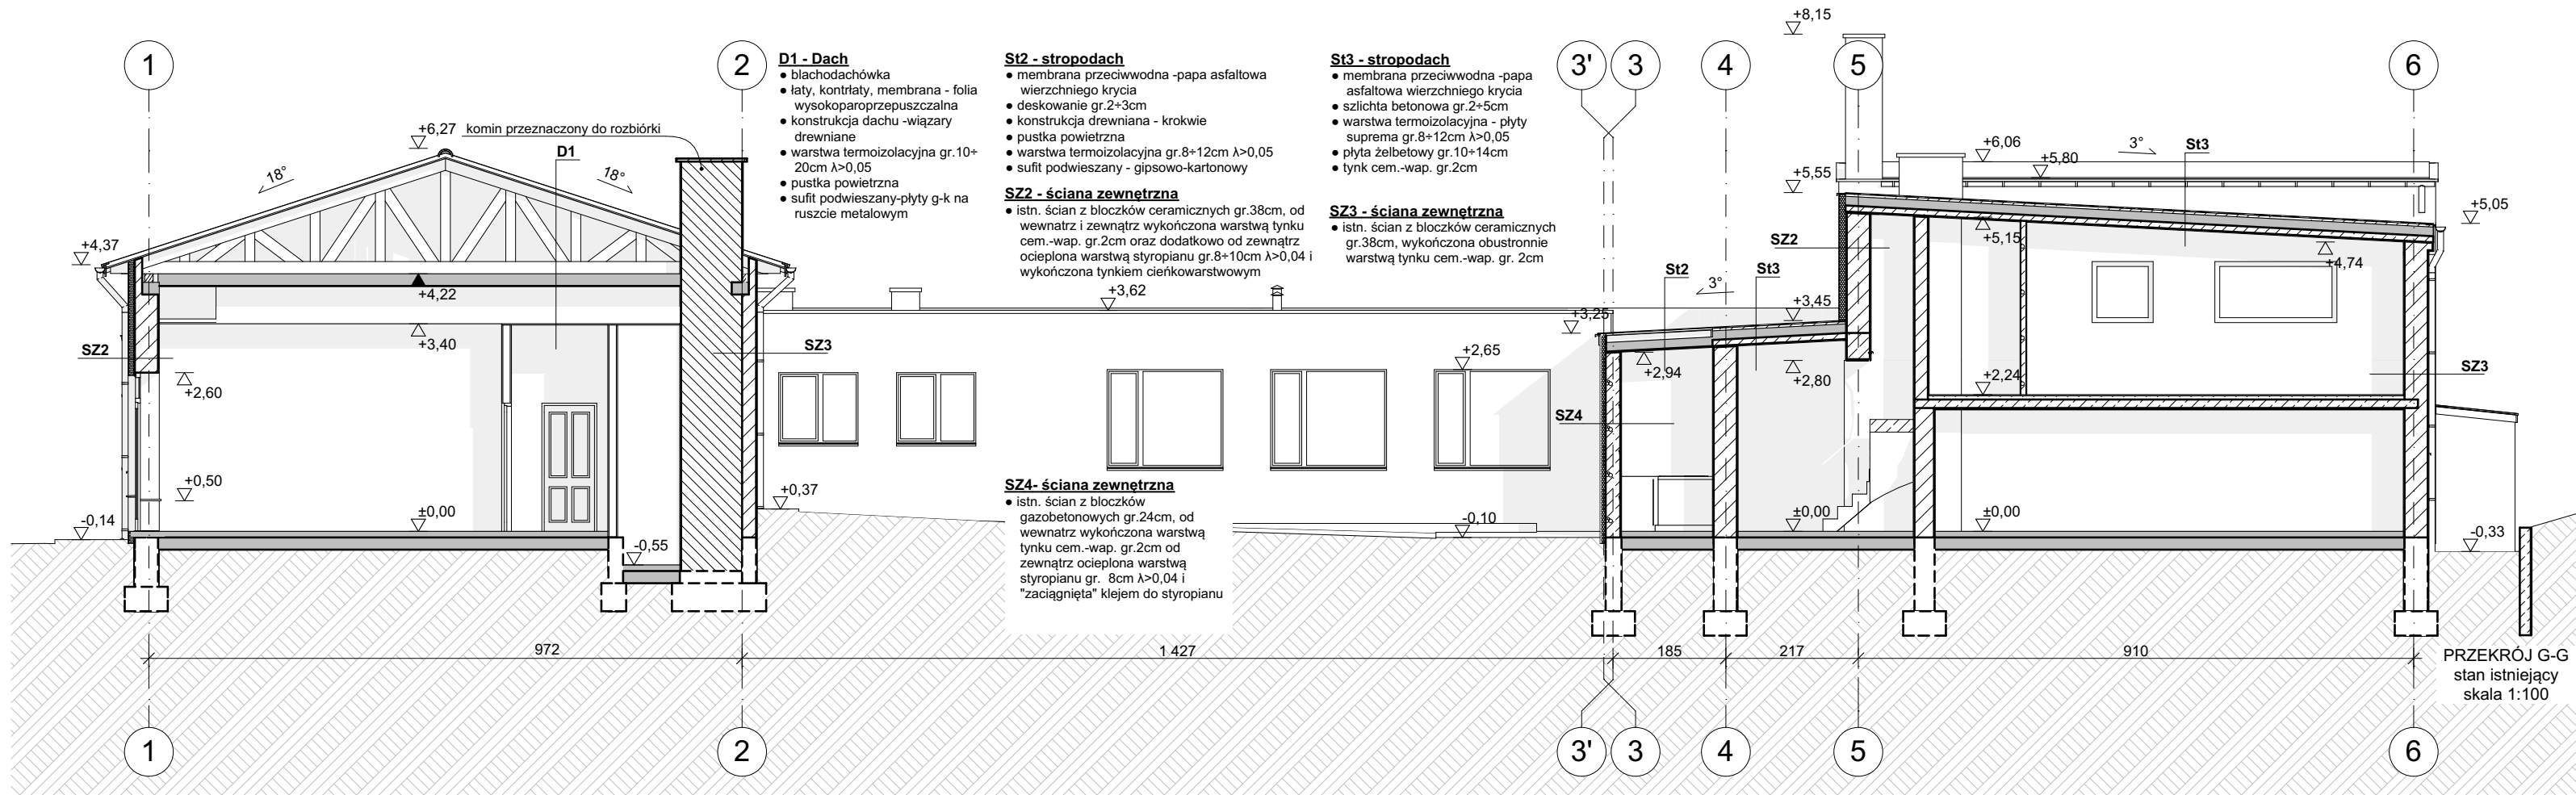 1
2
3'
3
4
5
6
D1 - Dach
● blachodachówka
● łaty, kontrłaty, membrana - folia
wysokoparoprzepuszczalna
● konstrukcja dachu -wiązary
drewniane
● warstwa termoizolacyjna gr.10÷
20cm λ>0,05
● pustka powietrzna
● sufit podwieszany-płyty g-k na
ruszcie metalowym
St2 - stropodach
● membrana przeciwwodna -papa asfaltowa
wierzchniego krycia
● deskowanie gr.2÷3cm
● konstrukcja drewniana - krokwie
● pustka powietrzna
● warstwa termoizolacyjna gr.8÷12cm λ>0,05
● sufit podwieszany - gipsowo-kartonowy
SZ2 - ściana zewnętrzna
● istn. ścian z bloczków ceramicznych gr.38cm, od
wewnatrz i zewnątrz wykończona warstwą tynku
cem.-wap. gr.2cm oraz dodatkowo od zewnątrz
ocieplona warstwą styropianu gr.8÷10cm λ>0,04 i
wykończona tynkiem cieńkowarstwowym
St3 - stropodach
● membrana przeciwwodna -papa
asfaltowa wierzchniego krycia
● szlichta betonowa gr.2÷5cm
● warstwa termoizolacyjna - płyty
suprema gr.8÷12cm λ>0,05
● płyta żelbetowy gr.10÷14cm
● tynk cem.-wap. gr.2cm
SZ3 - ściana zewnętrzna
● istn. ścian z bloczków ceramicznych
gr.38cm, wykończona obustronnie
warstwą tynku cem.-wap. gr. 2cm
+6,27
komin przeznaczony do rozbiórki
D1
18°
18°
+4,37
+4,22
+3,40
SZ2
SZ3
+2,60
+0,50
±0,00
-0,14
-0,55
+0,37
+3,62
+2,65
-0,10
SZ4- ściana zewnętrzna
● istn. ścian z bloczków
gazobetonowych gr.24cm, od
wewnatrz wykończona warstwą
tynku cem.-wap. gr.2cm od
zewnątrz ocieplona warstwą
styropianu gr. 8cm λ>0,04 i
"zaciągnięta" klejem do styropianu
+8,15
+6,06
3°
St3
+5,80
+5,55
+5,05
SZ2
+5,15
+4,74
St2
St3
3°
+3,45
+3,25
+2,94
+2,80
+2,24
SZ3
SZ4
±0,00
±0,00
-0,33
972
1 427
185
217
910
PRZEKRÓJ G-G
stan istniejący
skala 1:100
1
2
3'
3
4
5
6